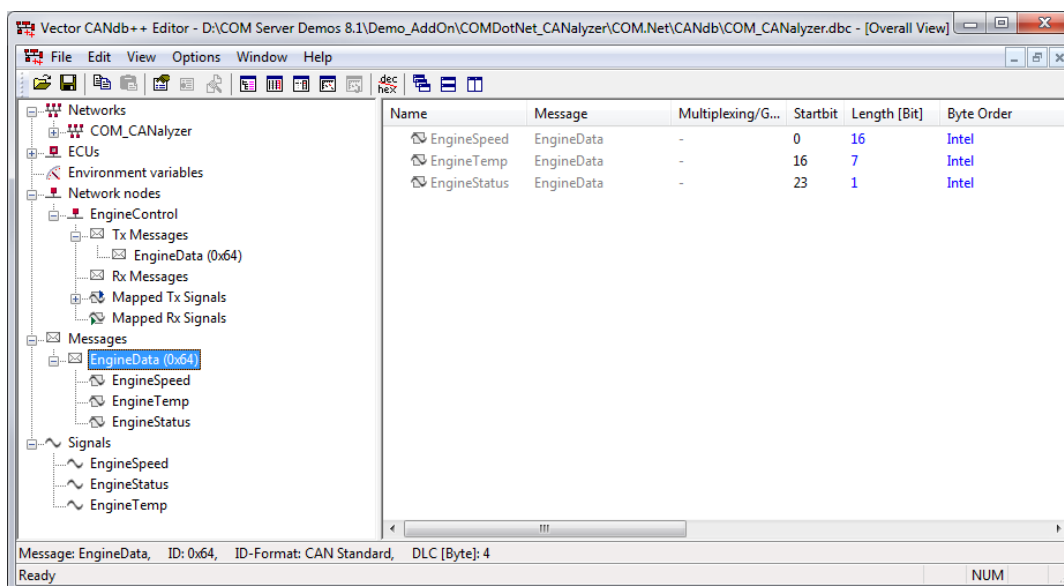 Vector CANdb++ Editor - D:\COM Server Demos 8.1\Demo_AddOn\COMDotNet_CANalyzer\COM.Net\CANdb\COM_CANalyzer.dbc - [Overall View]
File Edit View Options Window Help
dec
hex
Networks
COM_CANalyzer
ECUs
Environment variables
Network nodes
EngineControl
Tx Messages
EngineData (0x64)
Rx Messages
Mapped Tx Signals
Mapped Rx Signals
Messages
EngineData (0x64)
EngineSpeed
EngineTemp
EngineStatus
Signals
EngineSpeed
EngineStatus
EngineTemp
Name Message Multiplexing/G... Startbit Length [Bit] Byte Order
EngineSpeed EngineData - 0 16 Intel
EngineTemp EngineData - 16 7 Intel
EngineStatus EngineData - 23 1 Intel
Message: EngineData, ID: 0x64, ID-Format: CAN Standard, DLC [Byte]: 4
Ready NUM